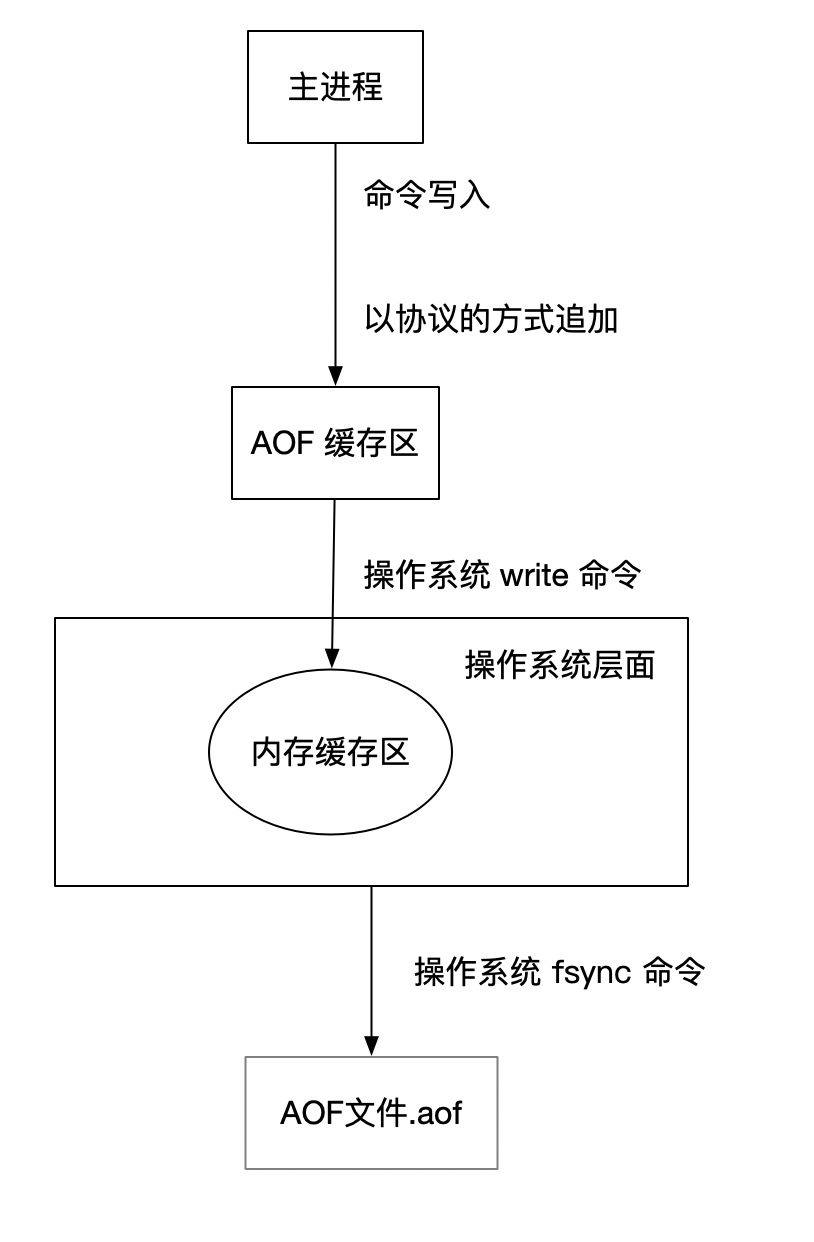 主进程
命令写入
以协议的方式追加
AOF 缓存区
操作系统 write 命令
操作系统层面
内存缓存区
操作系统 fsync 命令
AOF文件.aof